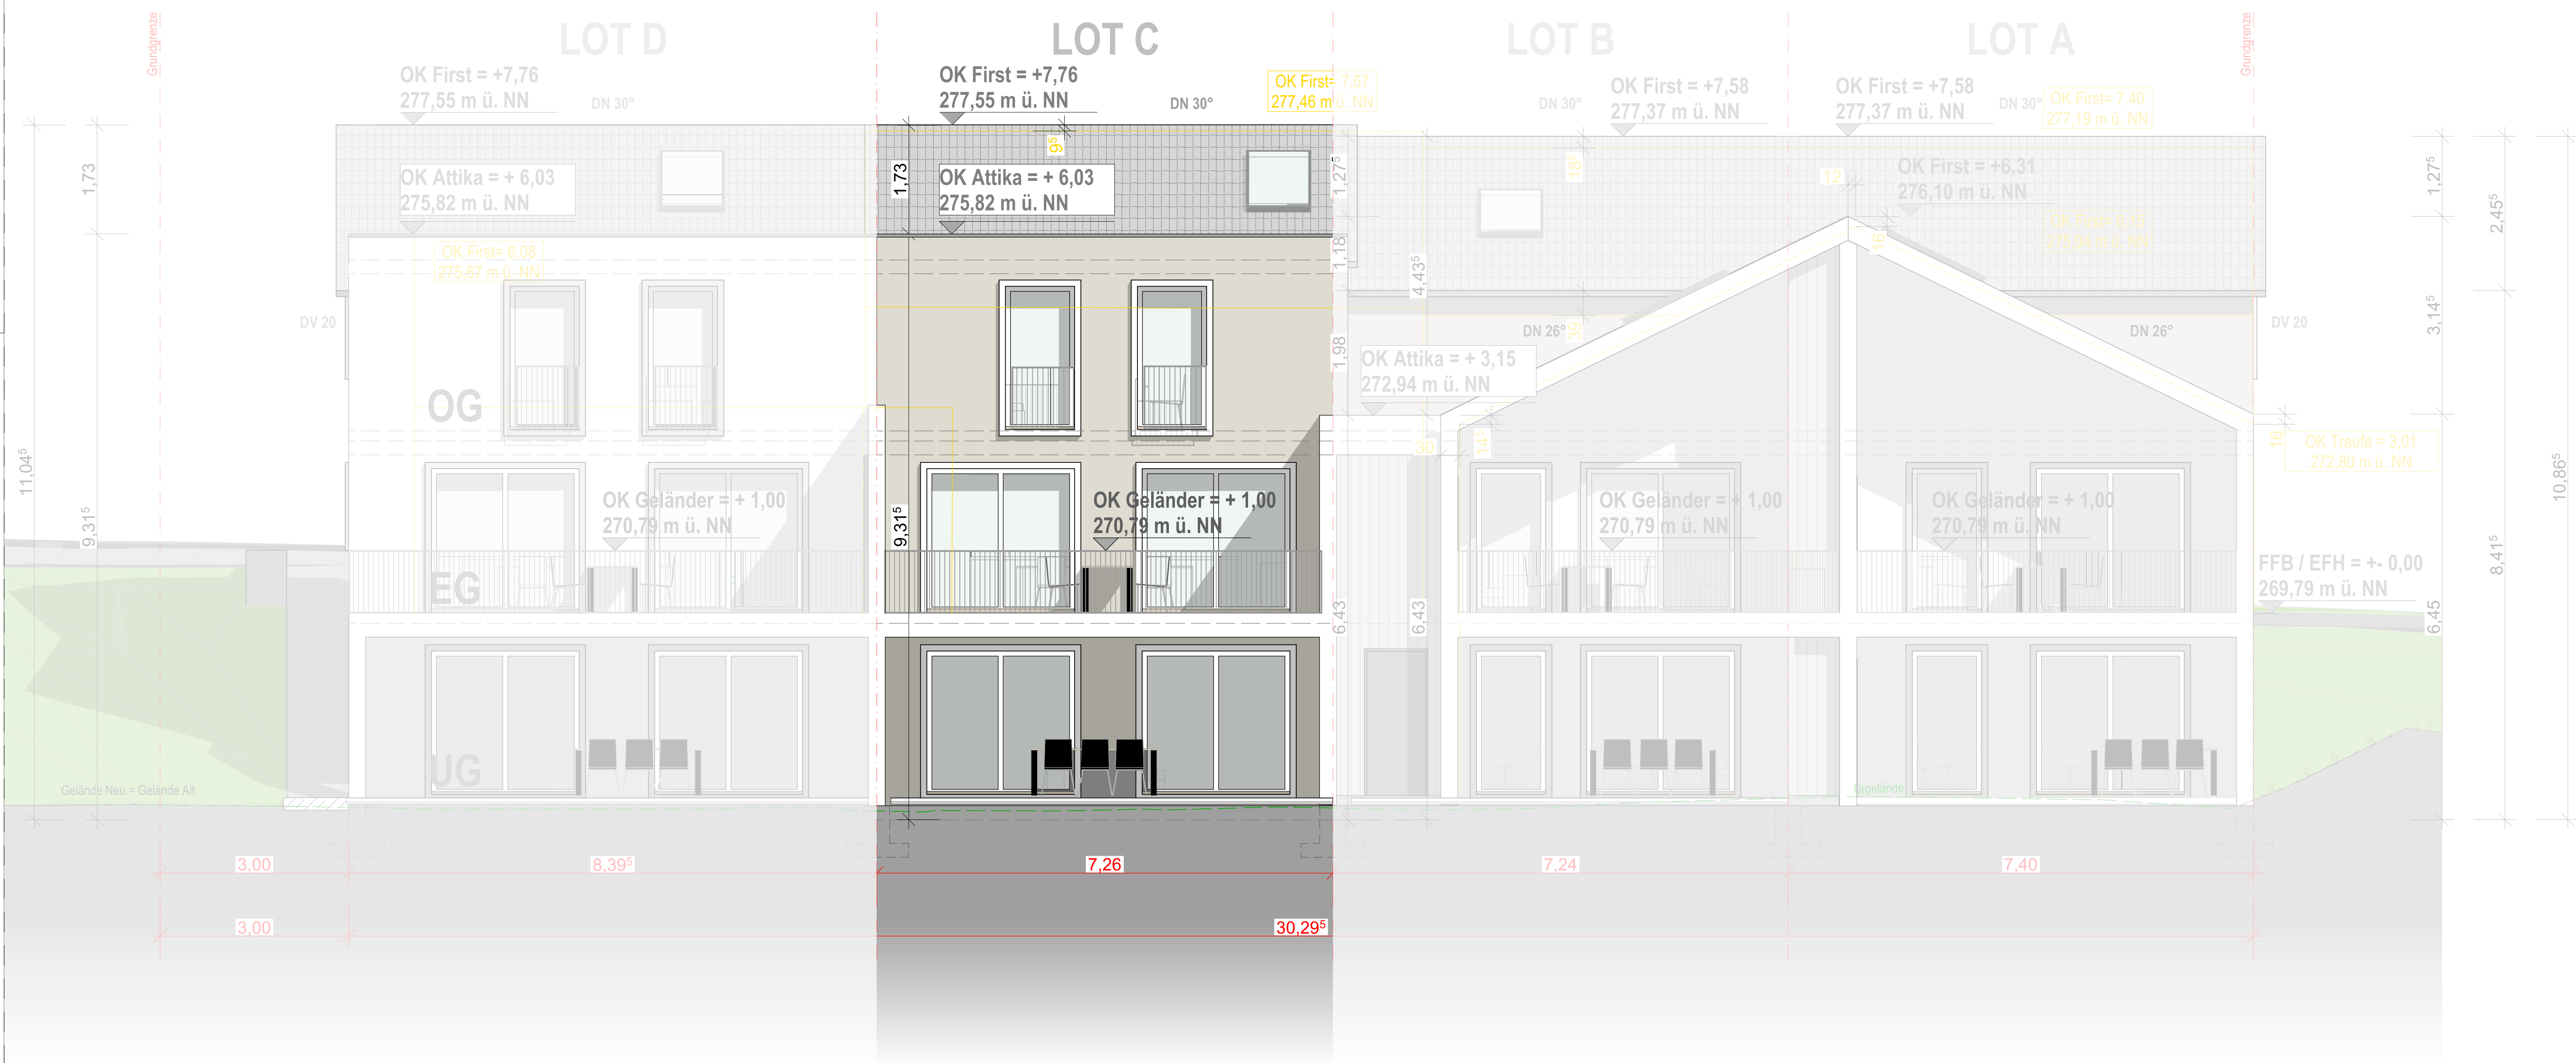 LOT D
LOT C
LOT B
LOT A
Grundgrenze
Grundgrenze
OK First = +7,76
277,55 m ü. NN
DN 30°
OK First = +7,76
277,55 m ü. NN
DN 30°
OK First= 7,67
277,46 m ü. NN
DN 30°
OK First = +7,58
277,37 m ü. NN
OK First = +7,58
277,37 m ü. NN
DN 30°
OK First= 7,40
277,19 m ü. NN
1,73
OK Attika = + 6,03
275,82 m ü. NN
1,73
9⁵
OK Attika = + 6,03
275,82 m ü. NN
1,27⁵
18⁵
12
OK First = +6,31
276,10 m ü. NN
1,27⁵
2,45⁵
OK First= 6,08
275,87 m ü. NN
1,18
4,43⁵
16
DV 20
1,98
DN 26°
39
DN 26°
DV 20
3,14⁵
OK Attika = + 3,15
272,94 m ü. NN
OG
30
14⁵
16
OK Traufe = 3,01
272,80 m ü. NN
11,04⁵
9,31⁵
OK Geländer = + 1,00
270,79 m ü. NN
9,31⁵
OK Geländer = + 1,00
270,79 m ü. NN
OK Geländer = + 1,00
270,79 m ü. NN
OK Geländer = + 1,00
270,79 m ü. NN
10,86⁵
8,41⁵
FFB / EFH = +- 0,00
269,79 m ü. NN
EG
6,43
6,43
6,45
UG
Gelände Neu = Gelände Alt
Urgelände
3,00
8,39⁵
7,26
7,24
7,40
3,00
30,29⁵